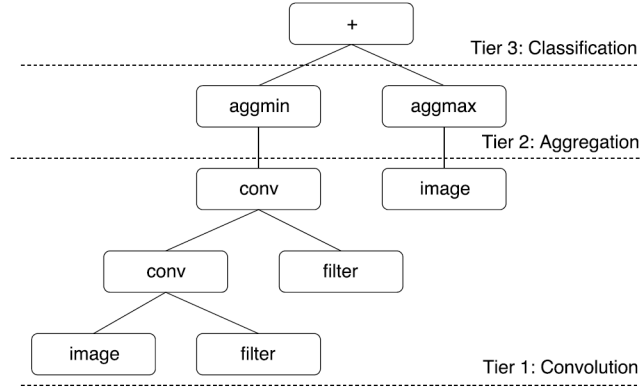 +
Tier 3: Classification
aggmin
aggmax
Tier 2: Aggregation
conv
image
conv
filter
image
filter
Tier 1: Convolution